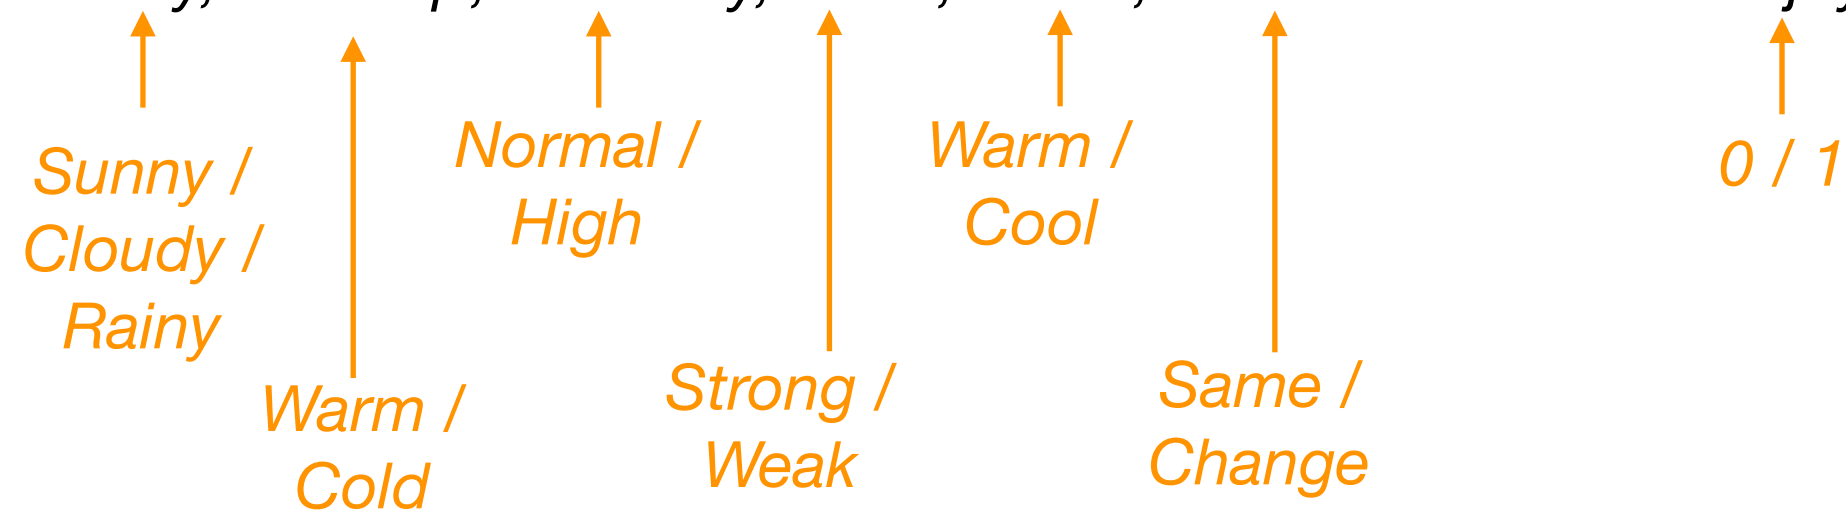 Sunny /
Cloudy /
Rainy
Warm /
Cold
Normal /
High
Strong /
Weak
Warm /
Cool
Same /
Change
0 / 1